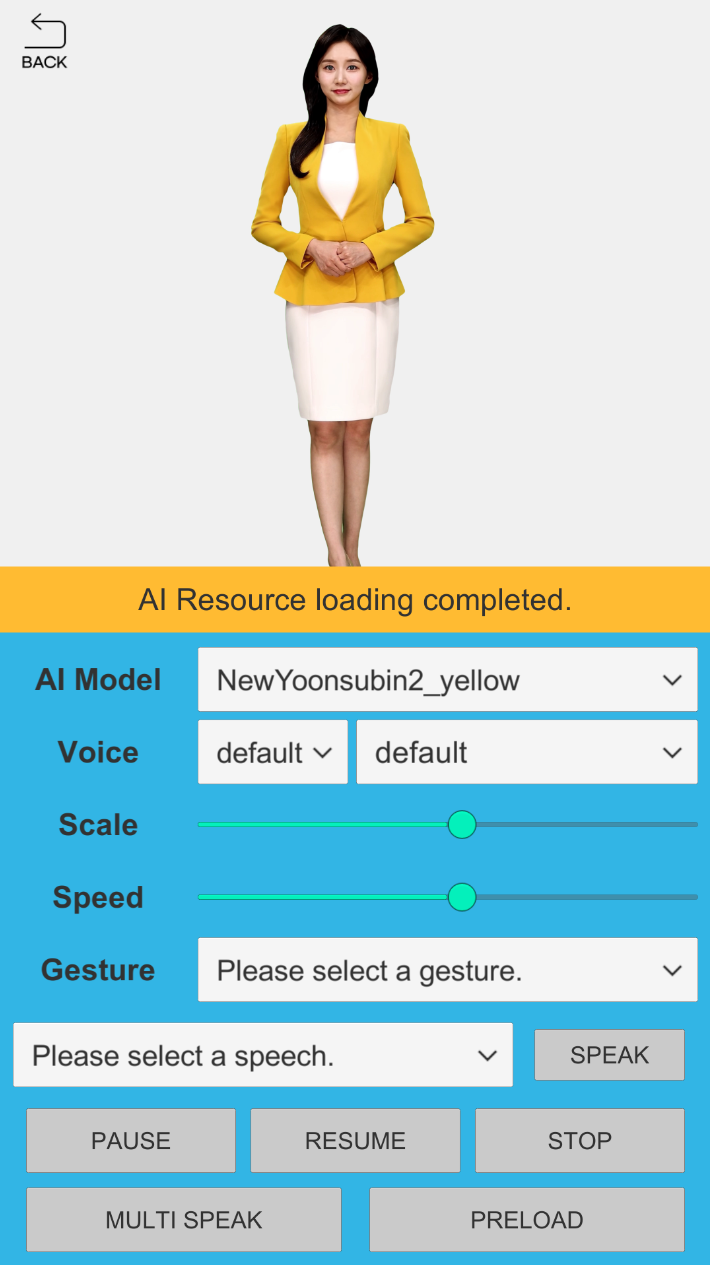 BACK
AI Resource loading completed.
AI Model
NewYoonsubin2_yellow
Voice
default
default
Scale
Speed
Gesture
Please select a gesture.
Please select a speech.
SPEAK
PAUSE
RESUME
STOP
MULTI SPEAK
PRELOAD